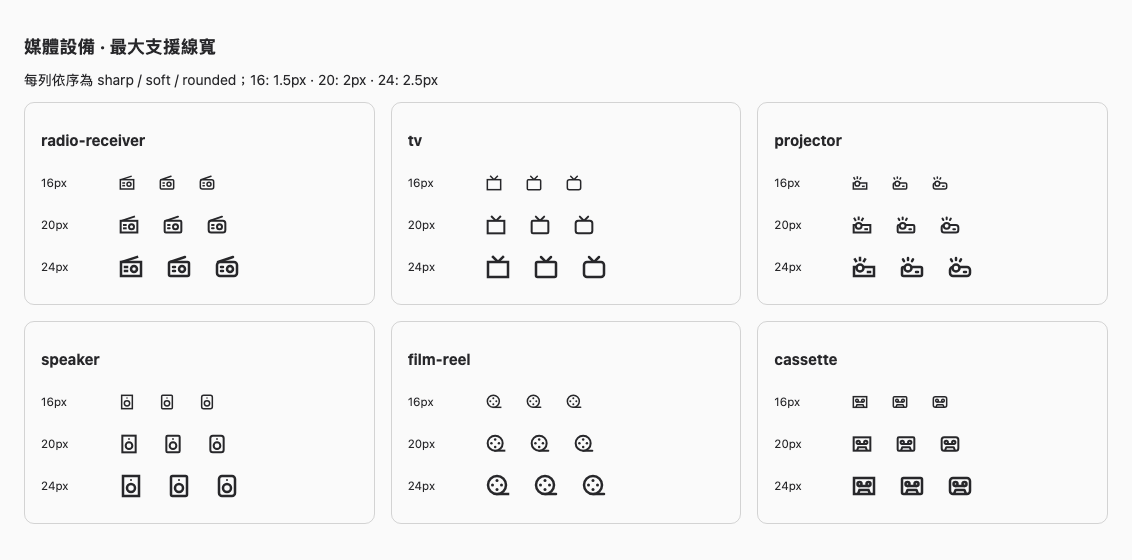 媒體設備 · 最大支援線寬
每列依序為 sharp / soft / rounded；16: 1.5px · 20: 2px · 24: 2.5px
radio-receiver
16px
20px
24px
tv
16px
20px
24px
projector
16px
20px
24px
speaker
16px
20px
24px
film-reel
16px
20px
24px
cassette
16px
20px
24px